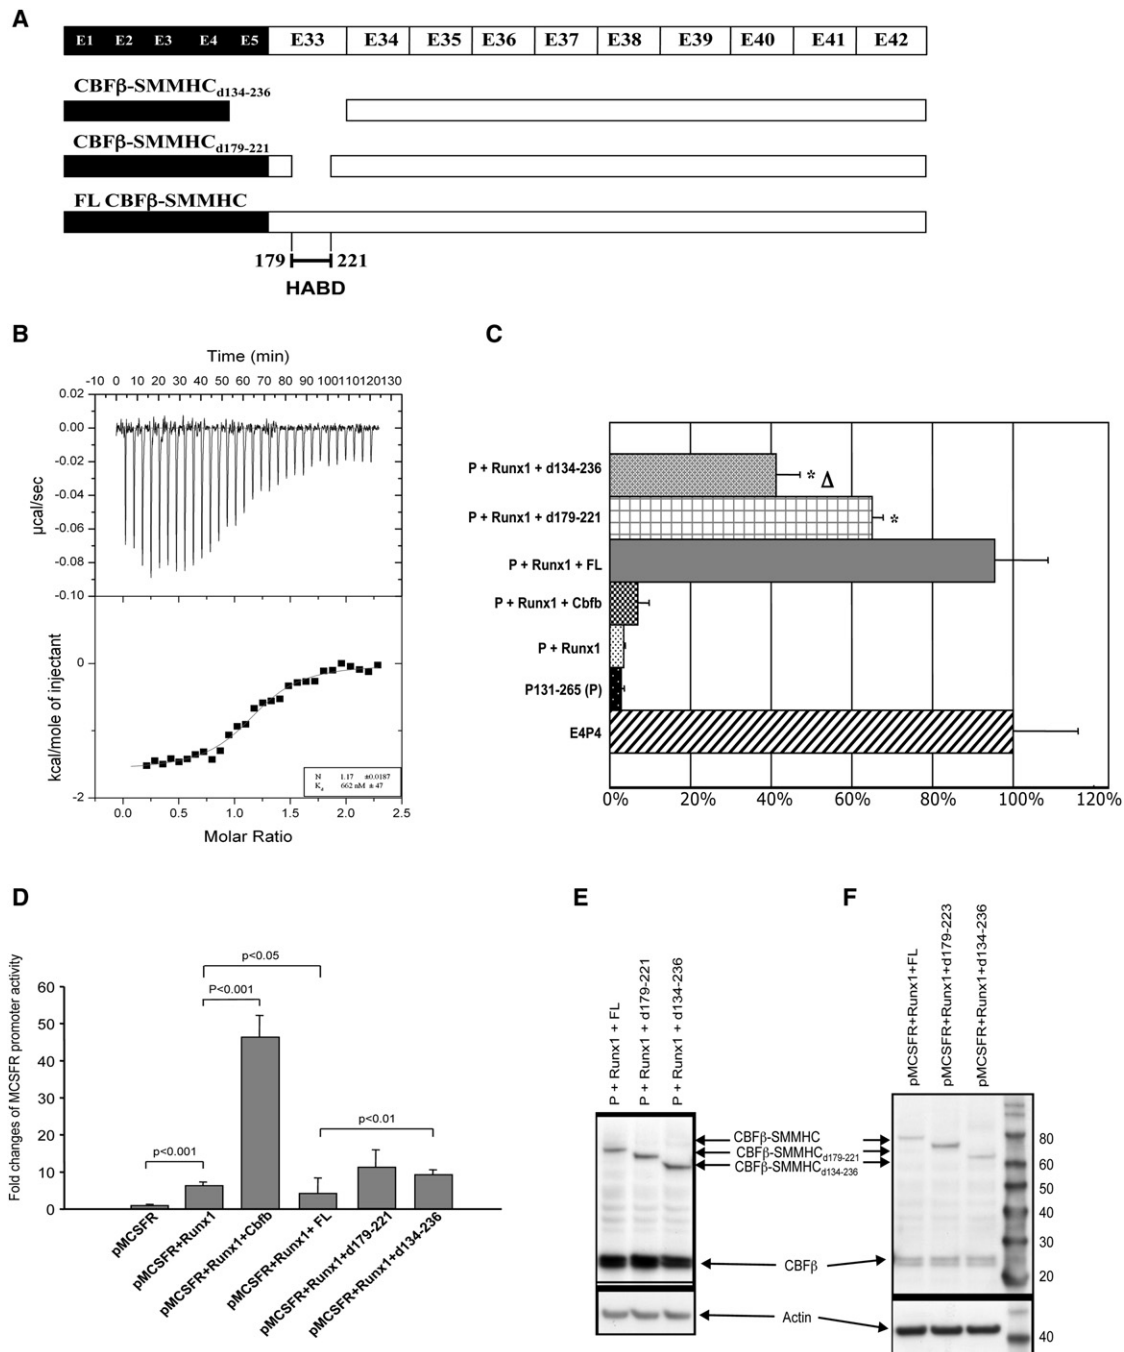 A
E1 E2 E3 E4 E5 E33 E34 E35 E36 E37 E38 E39 E40 E41 E42
CBFβ-SMMHCd134-236
CBFβ-SMMHCd179-221
FL CBFβ-SMMHC
179 221
HABD
B
Time (min)
-10 0 10 20 30 40 50 60 70 80 90 100 110 120 130
0.02
0.00
-0.02
-0.04
-0.06
-0.08
-0.10
µcal/sec
0
-2
kcal/mole of injectant
N 1.17 ±0.0187
Kd 662 nM ± 47
0.0 0.5 1.0 1.5 2.0 2.5
Molar Ratio
C
P + Runx1 + d134-236
* Δ
P + Runx1 + d179-221
*
P + Runx1 + FL
P + Runx1 + Cbfb
P + Runx1
P131-265 (P)
E4P4
0% 20% 40% 60% 80% 100% 120%
D
Fold changes of MCSFR promoter activity
60
50
40
30
20
10
0
p<0.05
P<0.001
p<0.01
p<0.001
pMCSFR
pMCSFR+Runx1
pMCSFR+Runx1+Cbfb
pMCSFR+Runx1+ FL
pMCSFR+Runx1+d179-221
pMCSFR+Runx1+d134-236
E
P + Runx1 + FL
P + Runx1 + d179-221
P + Runx1 + d134-236
CBFβ-SMMHC
CBFβ-SMMHCd179-221
CBFβ-SMMHCd134-236
CBFβ
Actin
F
pMCSFR+Runx1+FL
pMCSFR+Runx1+d179-223
pMCSFR+Runx1+d134-236
80
60
50
40
30
20
40